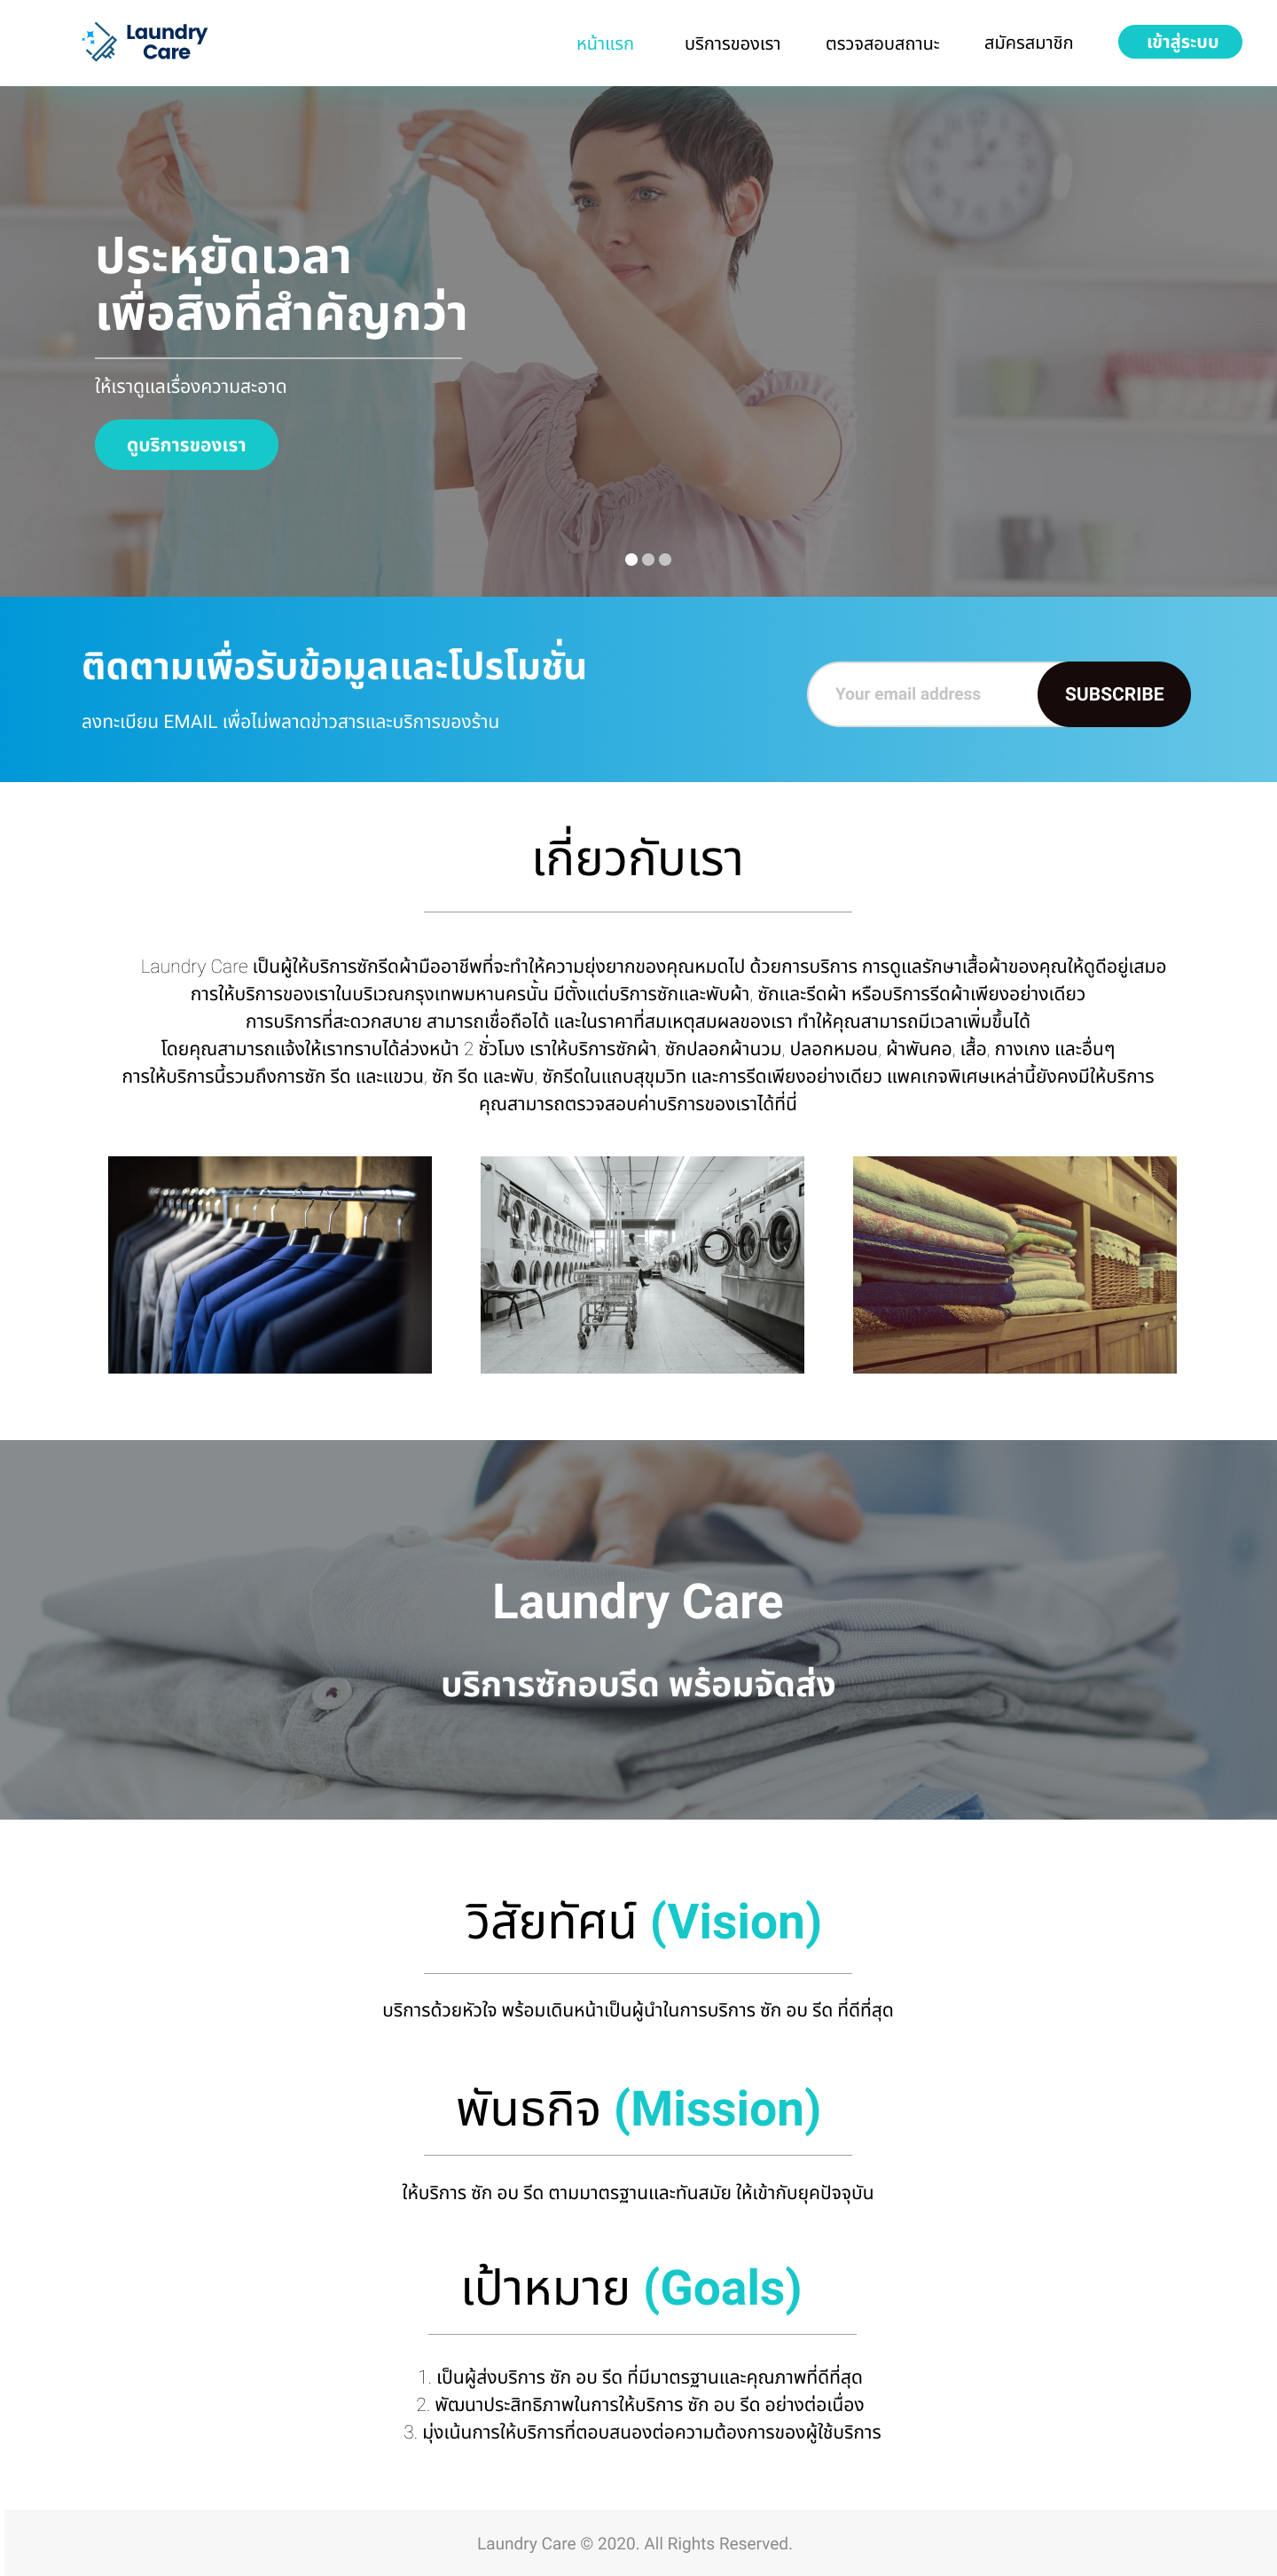 Laundry
Care
หน้าแรก
บริการของเรา
ตรวจสอบสถานะ
สมัครสมาชิก
เข้าสู่ระบบ
ประหยัดเวลา
เพื่อสิ่งที่สำคัญกว่า
ให้เราดูแลเรื่องความสะอาด
ดูบริการของเรา
ติดตามเพื่อรับข้อมูลและโปรโมชั่น
ลงทะเบียน EMAIL เพื่อไม่พลาดข่าวสารและบริการของร้าน
Your email address
SUBSCRIBE
เกี่ยวกับเรา
Laundry Care เป็นผู้ให้บริการซักรีดผ้ามืออาชีพที่จะทำให้ความยุ่งยากของคุณหมดไป ด้วยการบริการ การดูแลรักษาเสื้อผ้าของคุณให้ดูดีอยู่เสมอ
การให้บริการของเราในบริเวณกรุงเทพมหานครนั้น มีตั้งแต่บริการซักและพับผ้า, ซักและรีดผ้า หรือบริการรีดผ้าเพียงอย่างเดียว
การบริการที่สะดวกสบาย สามารถเชื่อถือได้ และในราคาที่สมเหตุสมผลของเรา ทำให้คุณสามารถมีเวลาเพิ่มขึ้นได้
โดยคุณสามารถแจ้งให้เราทราบได้ล่วงหน้า 2 ชั่วโมง เราให้บริการซักผ้า, ซักปลอกผ้านวม, ปลอกหมอน, ผ้าพันคอ, เสื้อ, กางเกง และอื่นๆ
การให้บริการนี้รวมถึงการซัก รีด และแขวน, ซัก รีด และพับ, ซักรีดในแถบสุขุมวิท และการรีดเพียงอย่างเดียว แพคเกจพิเศษเหล่านี้ยังคงมีให้บริการ
คุณสามารถตรวจสอบค่าบริการของเราได้ที่นี่
Laundry Care
บริการซักอบรีด พร้อมจัดส่ง
วิสัยทัศน์ (Vision)
บริการด้วยหัวใจ พร้อมเดินหน้าเป็นผู้นำในการบริการ ซัก อบ รีด ที่ดีที่สุด
พันธกิจ (Mission)
ให้บริการ ซัก อบ รีด ตามมาตรฐานและทันสมัย ให้เข้ากับยุคปัจจุบัน
เป้าหมาย (Goals)
1. เป็นผู้ส่งบริการ ซัก อบ รีด ที่มีมาตรฐานและคุณภาพที่ดีที่สุด
2. พัฒนาประสิทธิภาพในการให้บริการ ซัก อบ รีด อย่างต่อเนื่อง
3. มุ่งเน้นการให้บริการที่ตอบสนองต่อความต้องการของผู้ใช้บริการ
Laundry Care © 2020. All Rights Reserved.